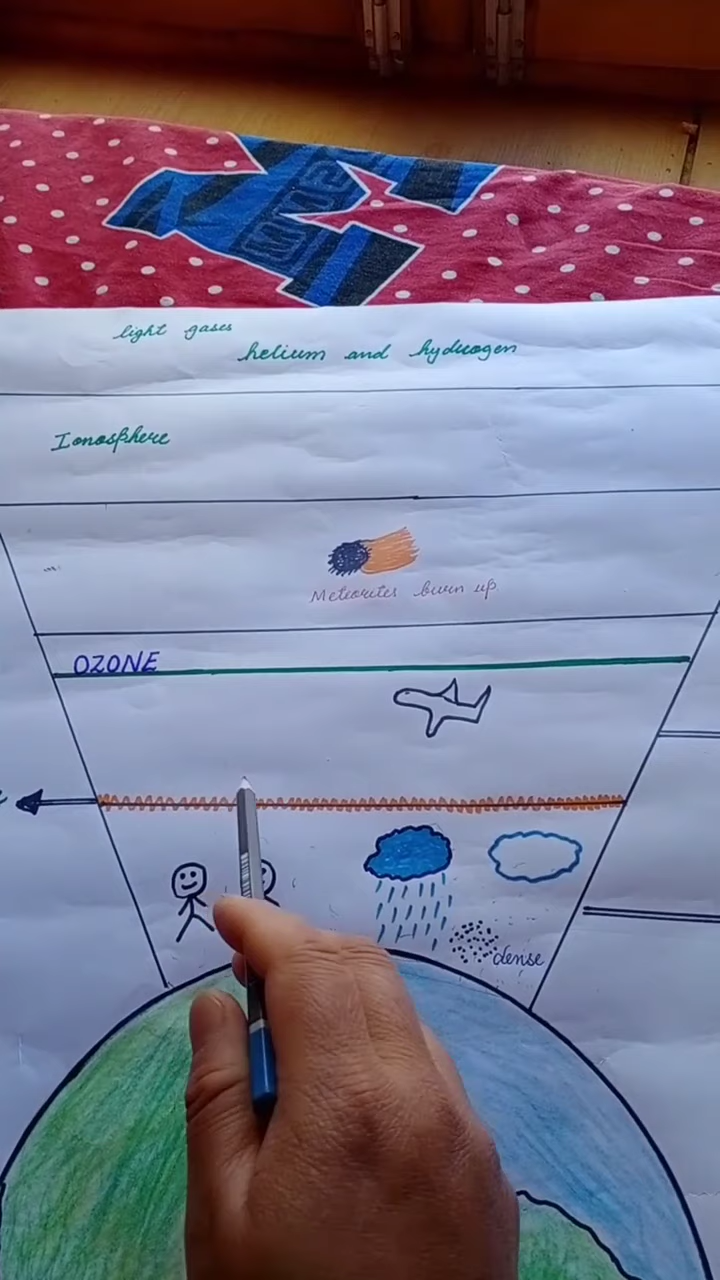 light gases
helium and hydrogen
Ionosphere
Meteorites burn up
OZONE
dense